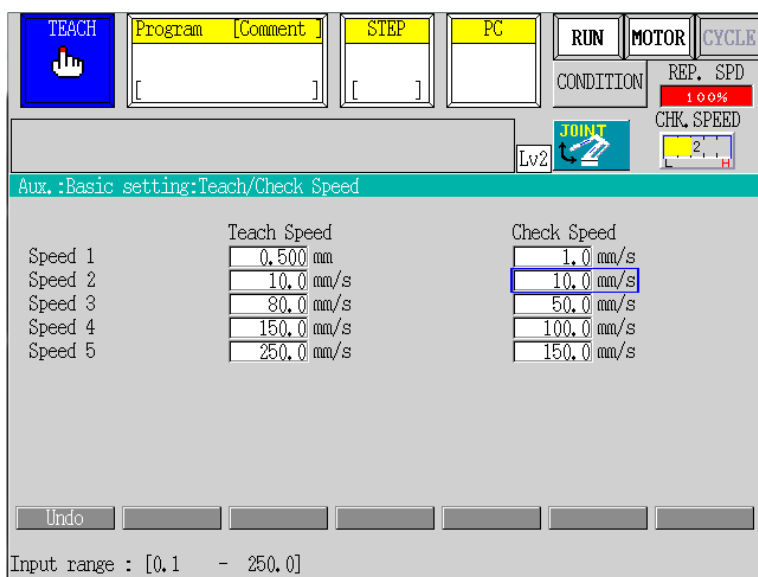 TEACH Program [Comment ] STEP PC RUN MOTOR CYCLE
[ ] [ ] CONDITION REP. SPD
100%
CHK.SPEED
Lv2 JOINT 2
L H
Aux.:Basic setting:Teach/Check Speed
Teach Speed Check Speed
Speed 1 0.500 mm 1.0 mm/s
Speed 2 10.0 mm/s 10.0 mm/s
Speed 3 80.0 mm/s 50.0 mm/s
Speed 4 150.0 mm/s 100.0 mm/s
Speed 5 250.0 mm/s 150.0 mm/s
Undo
Input range : [0.1 - 250.0]